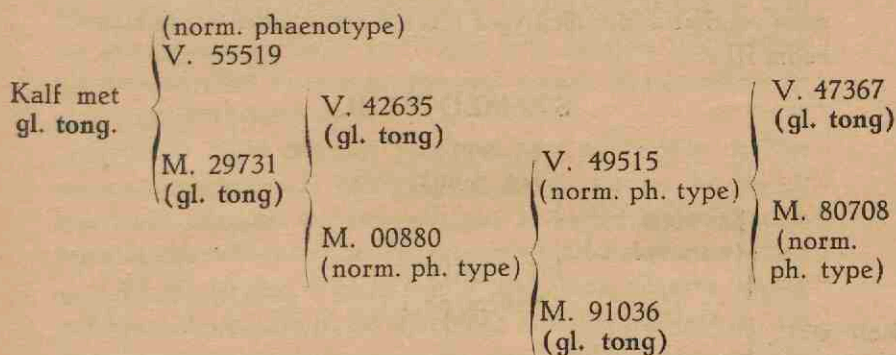 (norm. phaenotype)
V. 55519
Kalf met
gl. tong.
M. 29731
(gl. tong)
V. 42635
(gl. tong)
M. 00880
(norm. ph. type)
V. 49515
(norm. ph. type)
M. 91036
(gl. tong)
V. 47367
(gl. tong)
M. 80708
(norm.
ph. type)